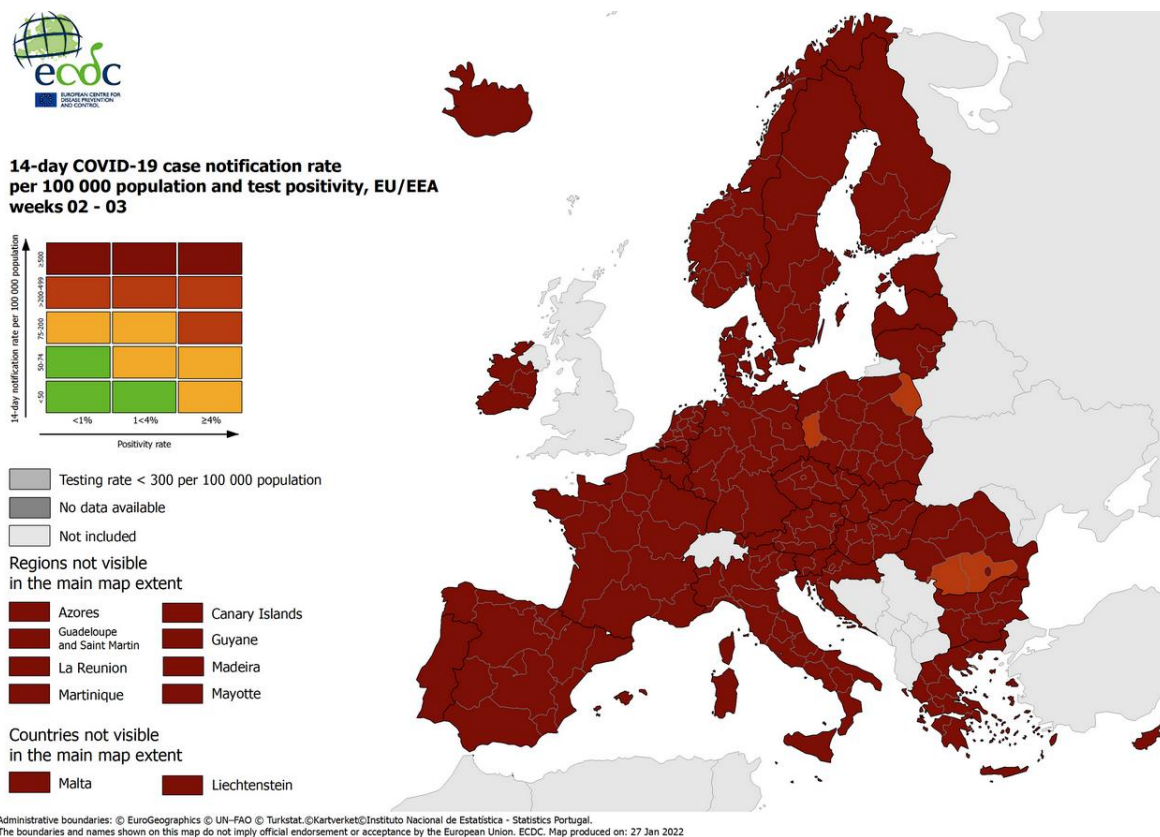 ecdc
EUROPEAN CENTRE FOR
DISEASE PREVENTION
AND CONTROL
14-day COVID-19 case notification rate
per 100 000 population and test positivity, EU/EEA
weeks 02 - 03
14-day notification rate per 100 000 population
≥500
>200-499
75-200
50-74
<50
<1%
1<4%
≥4%
Positivity rate
Testing rate < 300 per 100 000 population
No data available
Not included
Regions not visible
in the main map extent
Azores
Canary Islands
Guadeloupe
and Saint Martin
Guyane
La Reunion
Madeira
Martinique
Mayotte
Countries not visible
in the main map extent
Malta
Liechtenstein
Administrative boundaries: © EuroGeographics © UN–FAO © Turkstat.©Kartverket©Instituto Nacional de Estatística - Statistics Portugal.
The boundaries and names shown on this map do not imply official endorsement or acceptance by the European Union. ECDC. Map produced on: 27 Jan 2022